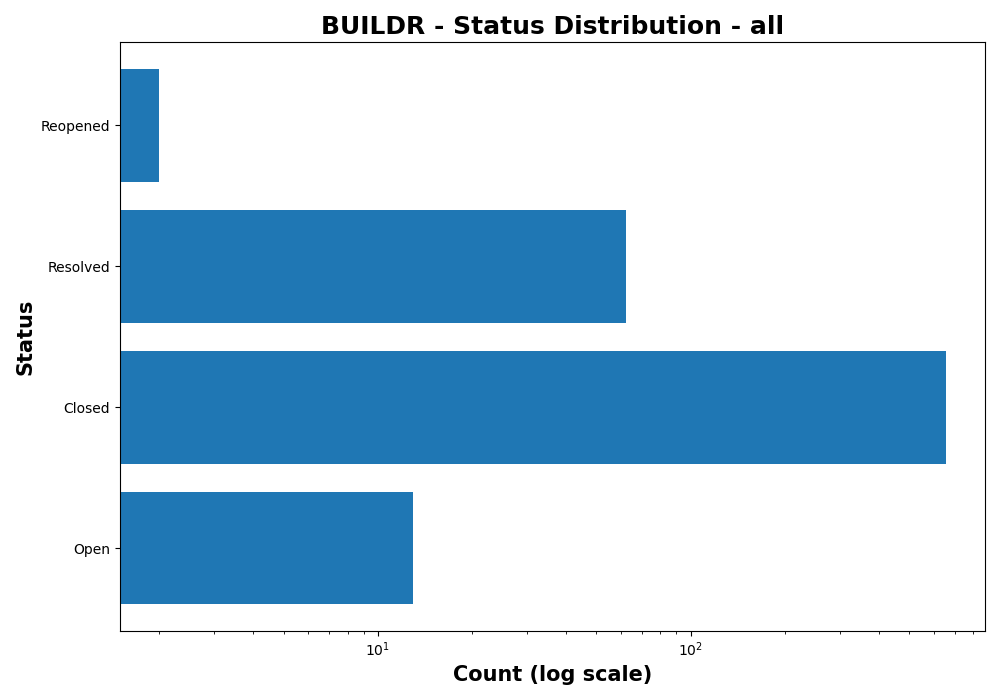 BUILDR - Status Distribution - all
Reopened
Resolved
Closed
Open
Status
10¹
10²
Count (log scale)